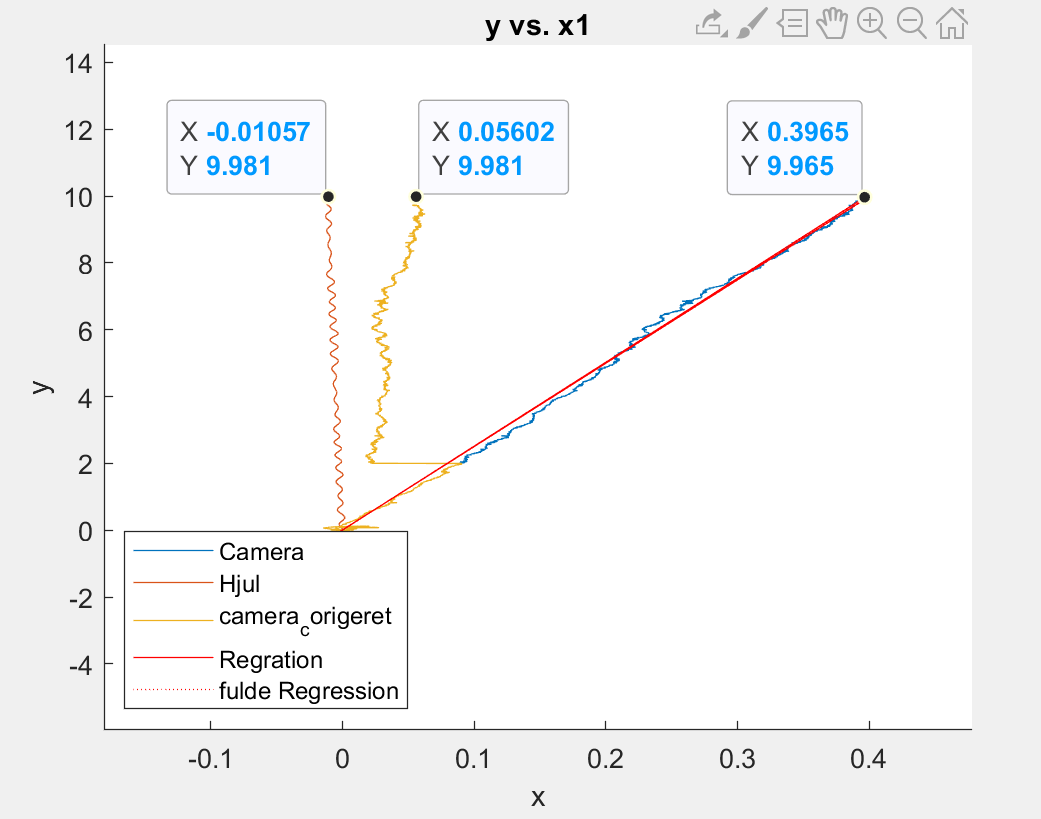 y vs. x1
X -0.01057
Y 9.981
X 0.05602
Y 9.981
X 0.3965
Y 9.965
14
12
10
8
6
4
2
0
-2
-4
y
Camera
Hjul
camera_corigeret
Regration
fulde Regression
-0.1
0
0.1
0.2
0.3
0.4
x